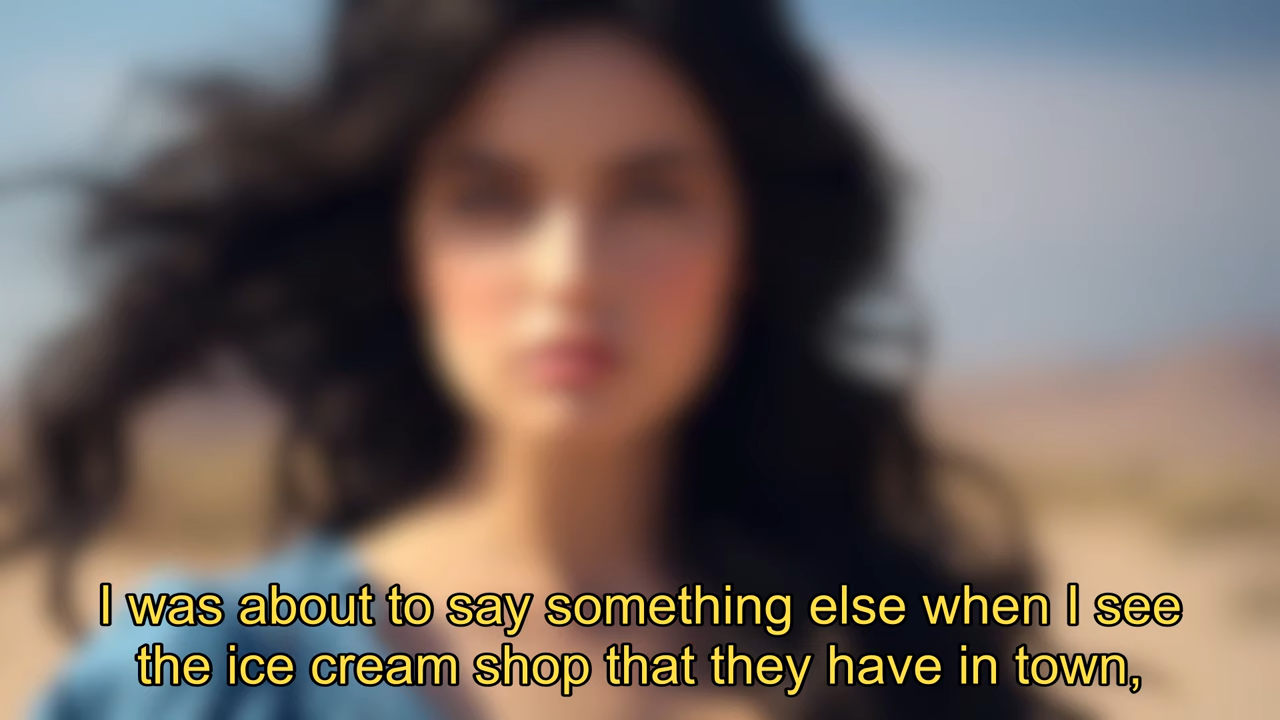 I was about to say something else when I see
the ice cream shop that they have in town,